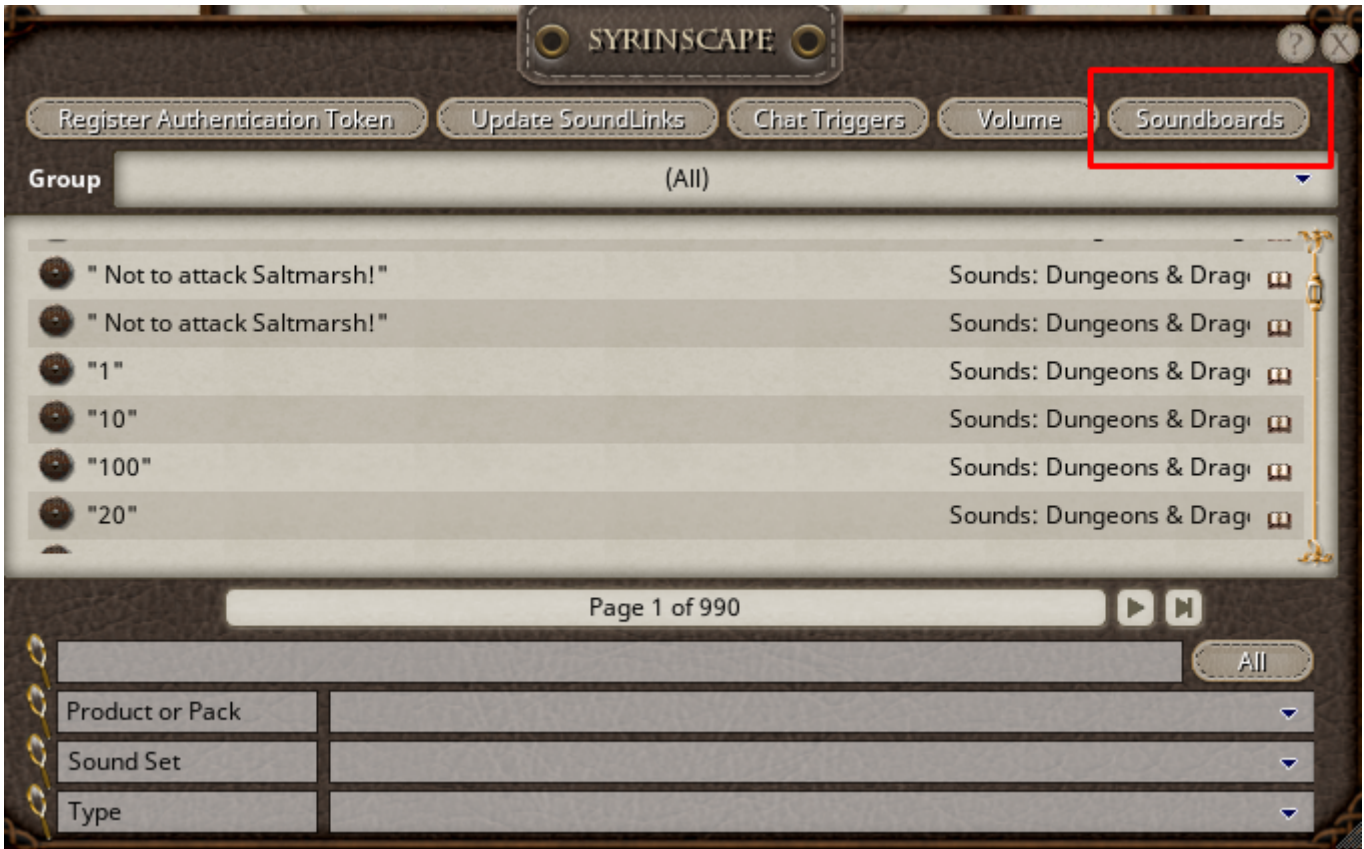 SYRINSCAPE
? X
Register Authentication Token Update SoundLinks Chat Triggers Volume Soundboards
Group (All)
" Not to attack Saltmarsh!" Sounds: Dungeons & Drag
" Not to attack Saltmarsh!" Sounds: Dungeons & Drag
"1" Sounds: Dungeons & Drag
"10" Sounds: Dungeons & Drag
"100" Sounds: Dungeons & Drag
"20" Sounds: Dungeons & Drag
Page 1 of 990
All
Product or Pack
Sound Set
Type